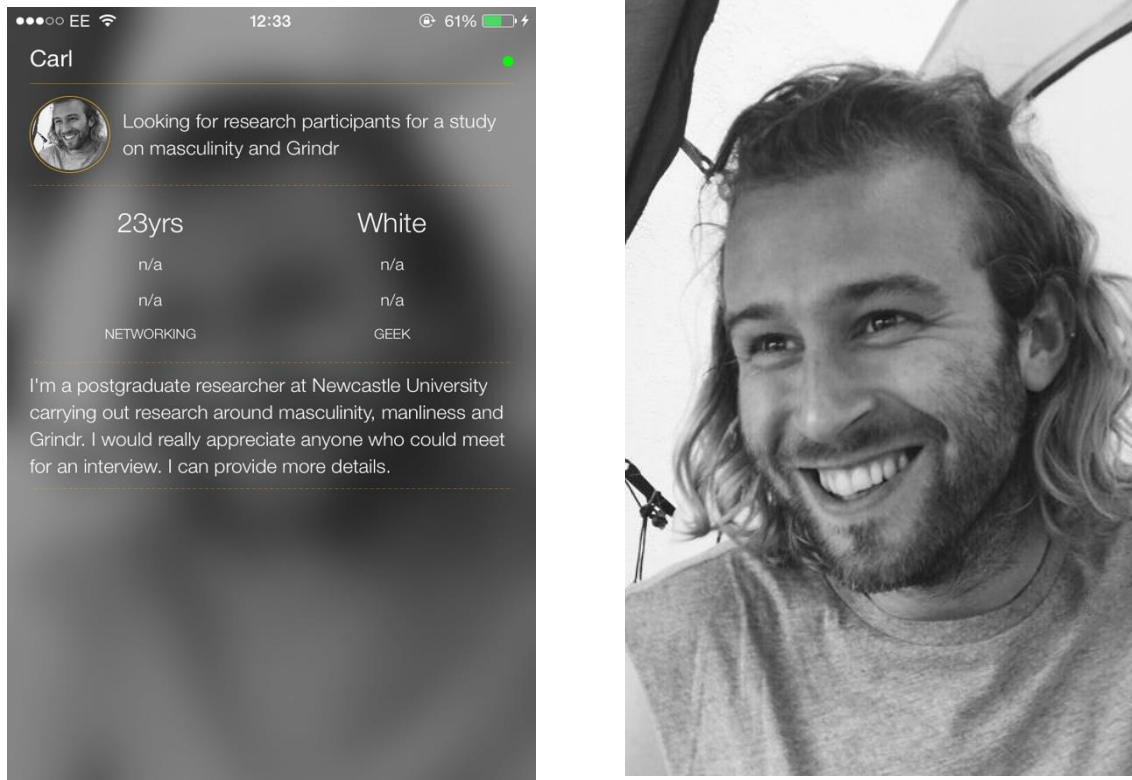 EE 12:33 61%
Carl
Looking for research participants for a study
on masculinity and Grindr
23yrs White
n/a n/a
n/a n/a
NETWORKING GEEK
I'm a postgraduate researcher at Newcastle University
carrying out research around masculinity, manliness and
Grindr. I would really appreciate anyone who could meet
for an interview. I can provide more details.